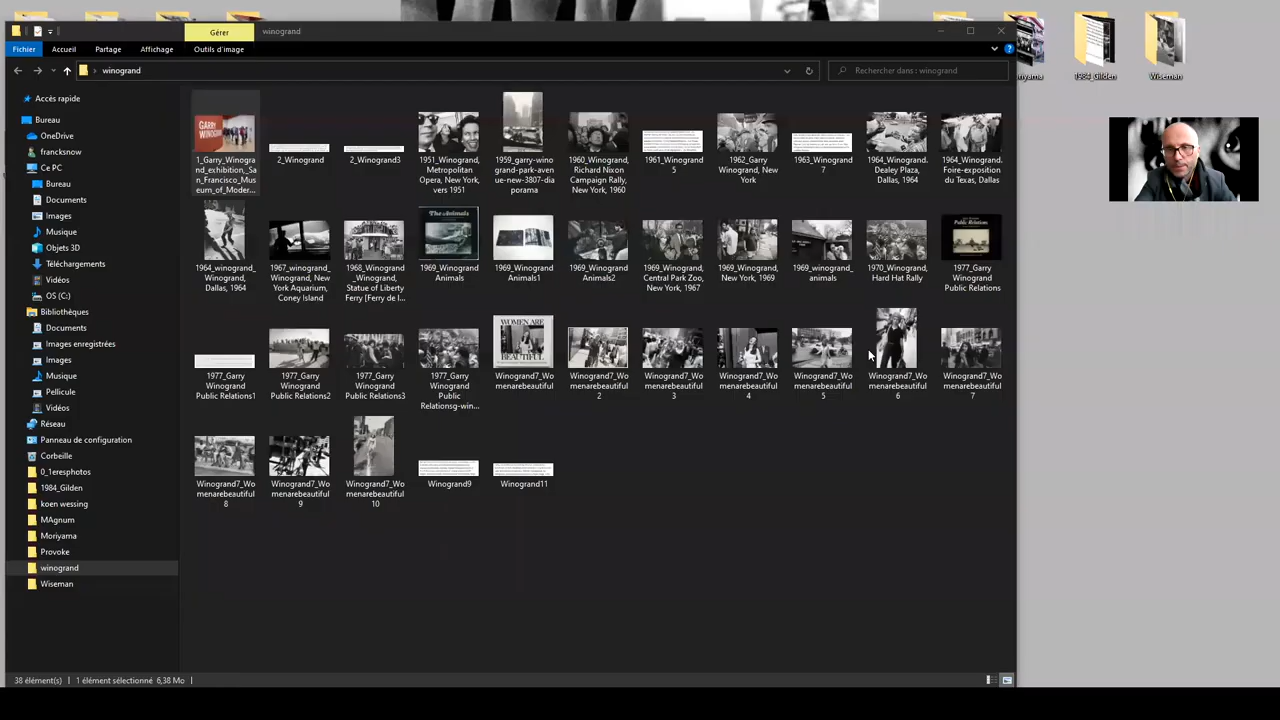 Gérer
winogrand
Fichier
Accueil
Partage
Affichage
Outils d'image
winogrand
Rechercher dans : winogrand
Accès rapide
Bureau
OneDrive
francksnow
Ce PC
Bureau
Documents
Images
Musique
Objets 3D
Téléchargements
Vidéos
OS (C:)
Bibliothèques
Documents
Images enregistrées
Images
Musique
Pellicule
Vidéos
Réseau
Panneau de configuration
Corbeille
0_1eresphotos
1984_Gilden
koen wessing
MAgnum
Moriyama
Provoke
winogrand
Wiseman
GARRY
1_Garry_Winogra
nd_exhibition,_Sa
n_Francisco_Mus
eum_of_Moder...
2_Winogrand
2_Winogrand3
1951_Winogrand
Metropolitan
Opera, New York,
vers 1951
1959_garry-wino
grand-park-aven
ue-new-3807-dia
porama
1960_Winogrand,
Richard Nixon
Campaign Rally,
New York, 1960
1961_Winogrand
5
1962_Garry
Winogrand, New
York
1963_Winogrand
7
1964_Winogrand,
Dealey Plaza,
Dallas, 1964
1964_Winogrand.
Foire-exposition
du Texas, Dallas
1964_winogrand_
Dallas, 1964
1967_winogrand_
Winogrand, New
York Aquarium,
Coney Island
1968_Winogrand
_Winogrand,
Statue of Liberty
Ferry [Ferry de l...
The Animals
1969_Winogrand
Animals
1969_Winogrand
Animals1
1969_Winogrand
Animals2
1969_Winogrand,
Central Park Zoo,
New York, 1967
1969_Winogrand,
New York, 1969
1969_winogrand_
animals
1970_Winogrand,
Hard Hat Rally
Public Relations
1977_Garry
Winogrand
Public Relations
1977_Garry
Winogrand
Public Relations1
1977_Garry
Winogrand
Public Relations2
1977_Garry
Winogrand
Public Relations3
1977_Garry
Winogrand
Public
Relationsg-win...
WOMEN ARE
BEAUTIFUL
Winogrand7_Wo
menarebeautiful
Winogrand7_Wo
menarebeautiful
2
Winogrand7_Wo
menarebeautiful
3
Winogrand7_Wo
menarebeautiful
4
Winogrand7_Wo
menarebeautiful
5
Winogrand7_Wo
menarebeautiful
6
Winogrand7_Wo
menarebeautiful
7
Winogrand7_Wo
menarebeautiful
8
Winogrand7_Wo
menarebeautiful
9
Winogrand7_Wo
menarebeautiful
10
Winogrand9
Winogrand11
38 élément(s)
1 élément sélectionné 6,38 Mo
1984_Gilden
Wiseman